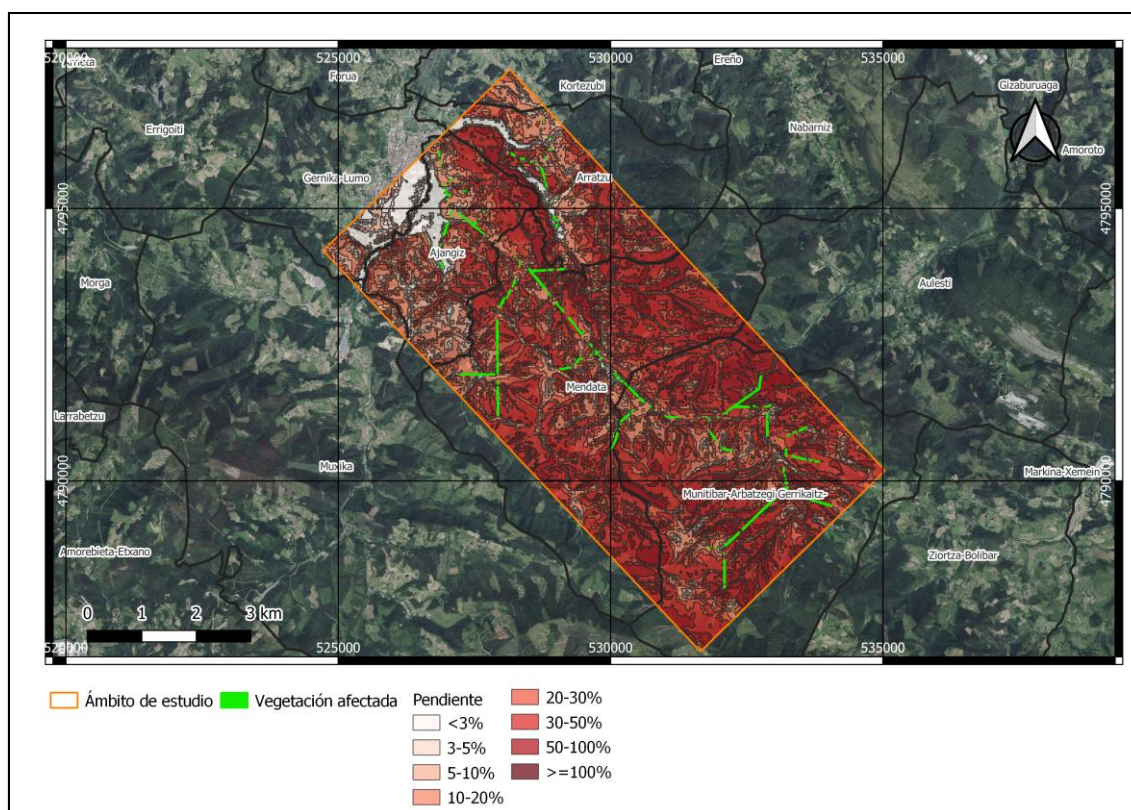 520000
525000
530000
535000
Arrieta
Forua
Kortezubi
Ereño
Gizaburuaga
Errigoiti
Nabarniz
Amoroto
Gernika-Lumo
Arratzu
4795000
4795000
Ajangiz
Morga
Aulesti
Mendata
Larrabetzu
Muxika
Markina-Xemein
4790000
4790000
Munitibar-Arbatzegi Gerrikaitz-
Amorebieta-Etxano
Ziortza-Bolibar
0 1 2 3 km
520000
525000
530000
535000
Ámbito de estudio
Vegetación afectada
Pendiente
<3%
3-5%
5-10%
10-20%
20-30%
30-50%
50-100%
>=100%